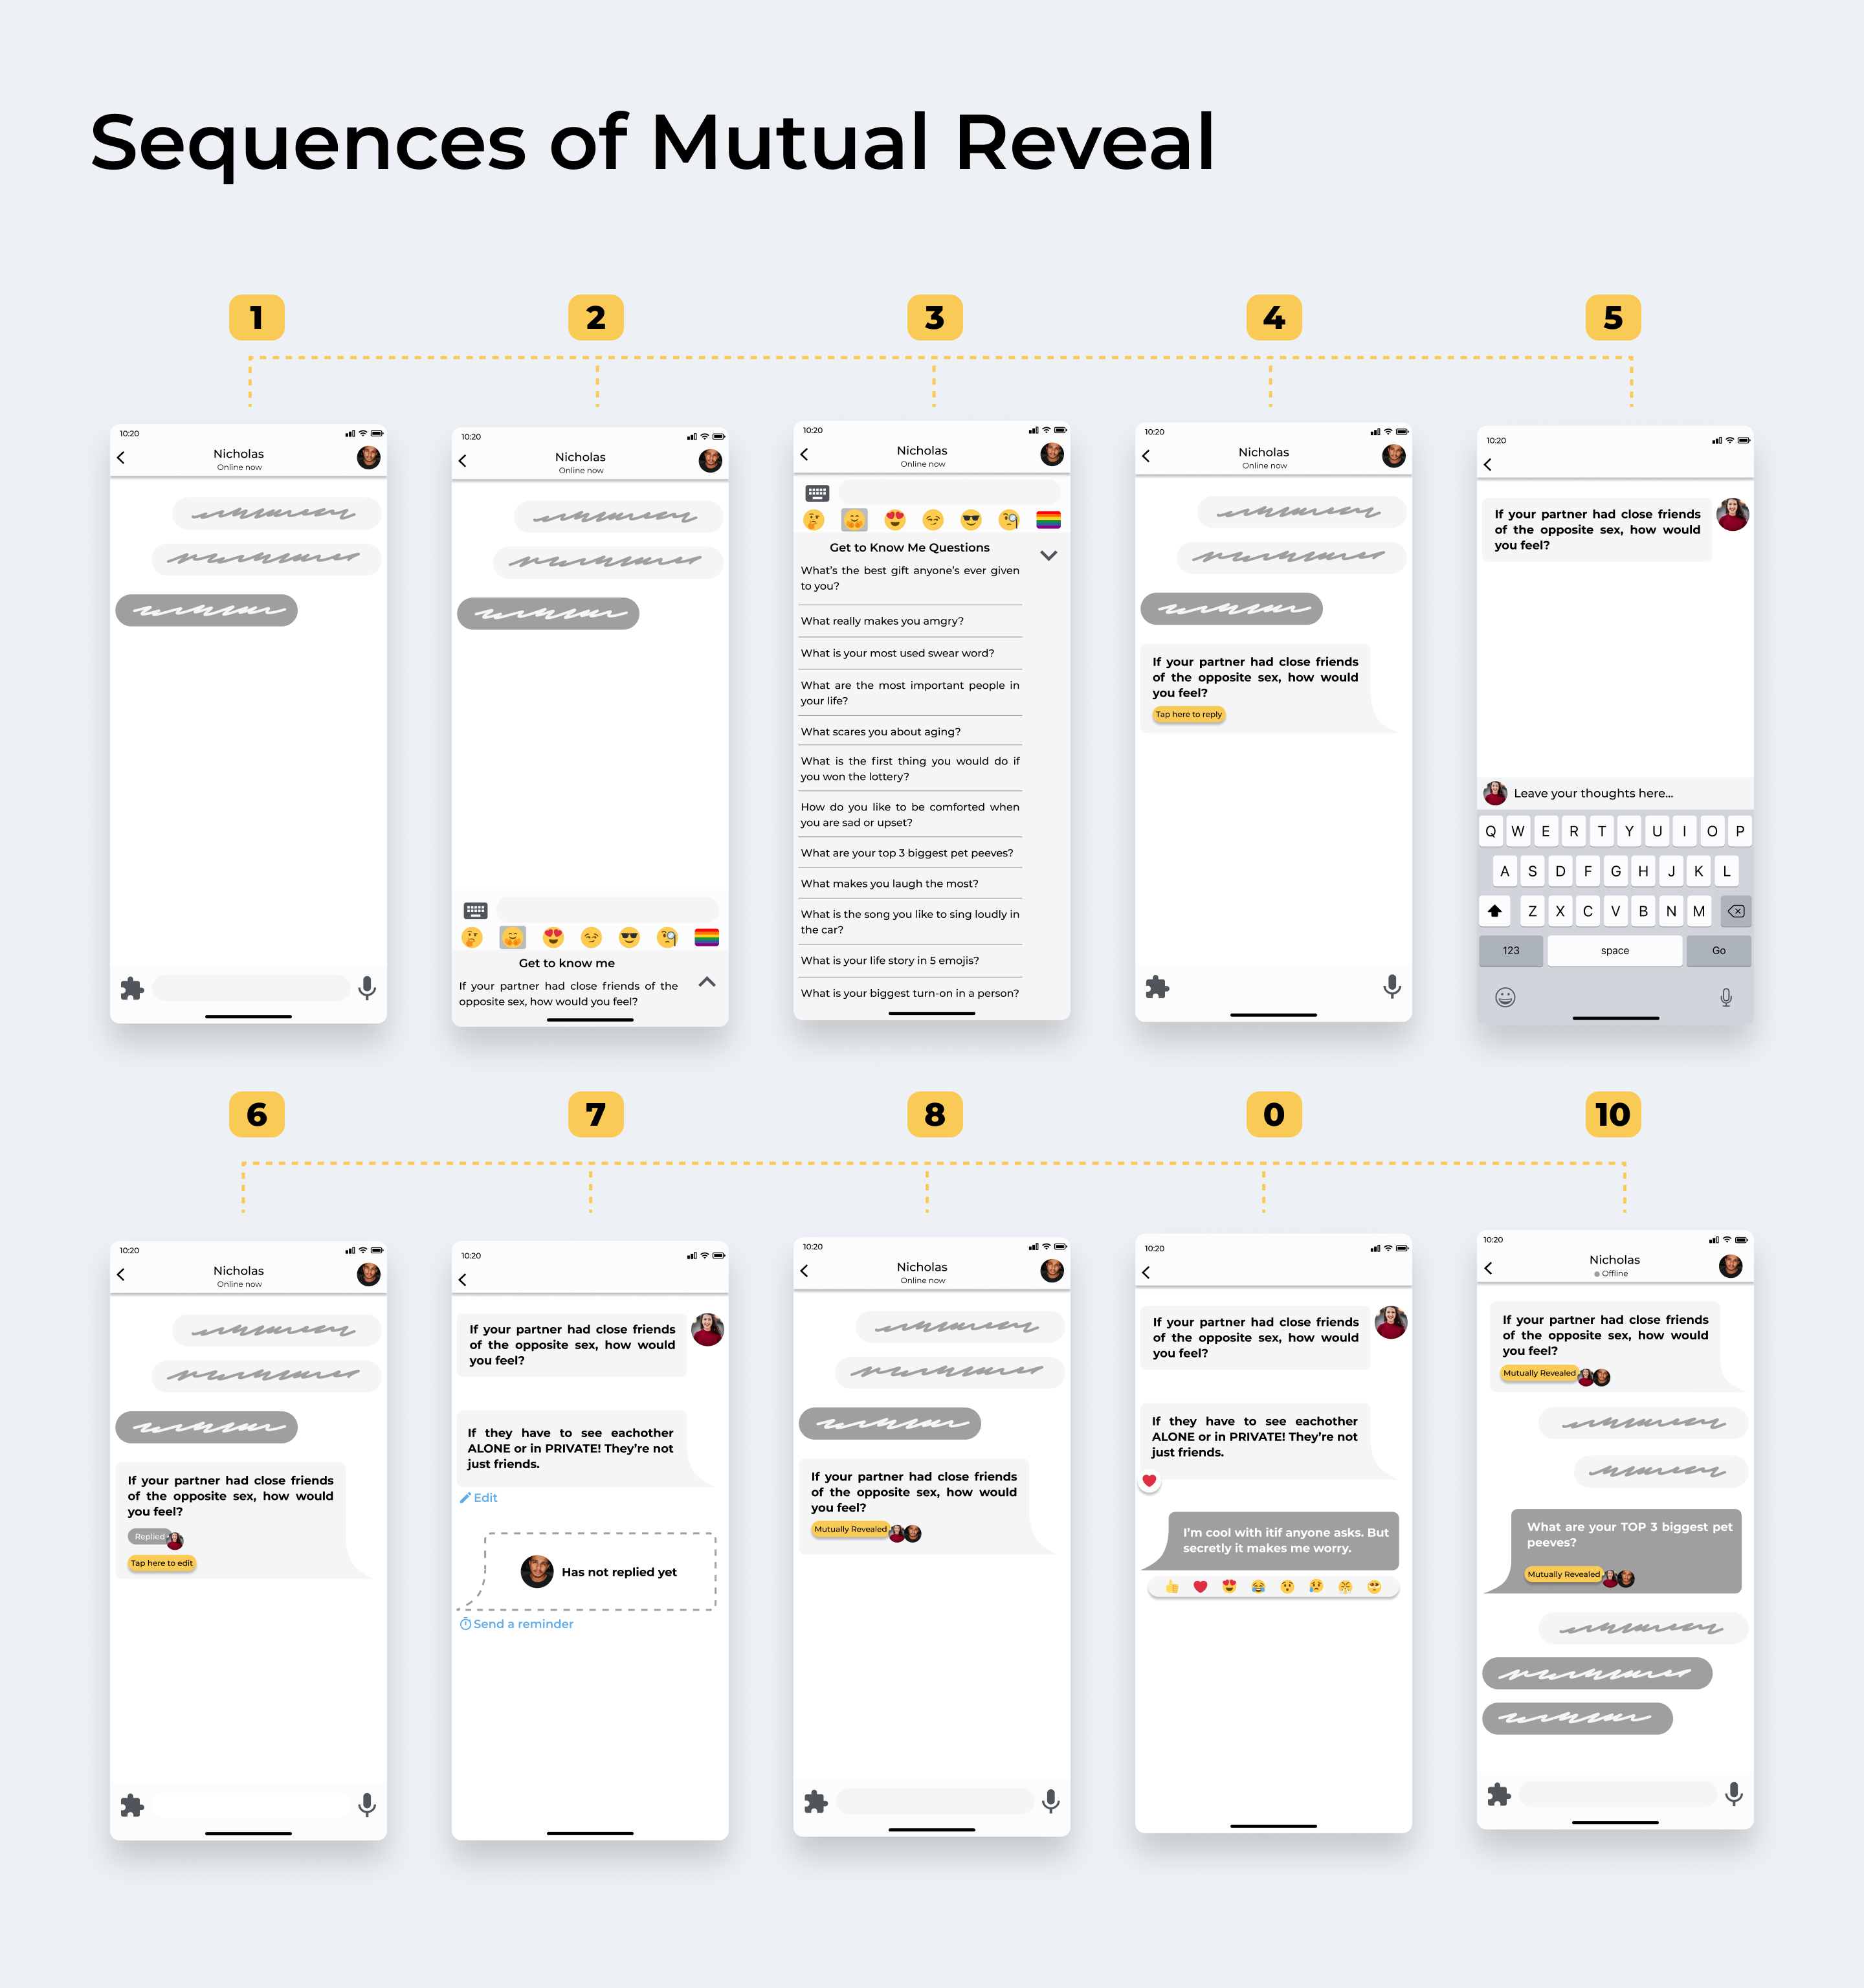 Sequences of Mutual Reveal
1
2
3
4
5
10:20
Nicholas
Online now
10:20
Nicholas
Online now
Get to know me
If your partner had close friends of the
opposite sex, how would you feel?
10:20
Nicholas
Online now
Get to Know Me Questions
What's the best gift anyone's ever given
to you?
What really makes you amgry?
What is your most used swear word?
What are the most important people in
your life?
What scares you about aging?
What is the first thing you would do if
you won the lottery?
How do you like to be comforted when
you are sad or upset?
What are your top 3 biggest pet peeves?
What makes you laugh the most?
What is the song you like to sing loudly in
the car?
What is your life story in 5 emojis?
What is your biggest turn-on in a person?
10:20
Nicholas
Online now
If your partner had close friends
of the opposite sex, how would
you feel?
Tap here to reply
10:20
If your partner had close friends
of the opposite sex, how would
you feel?
Leave your thoughts here...
Q W E R T Y U I O P
A S D F G H J K L
Z X C V B N M
123 space Go
6
7
8
0
10
10:20
Nicholas
Online now
If your partner had close friends
of the opposite sex, how would
you feel?
Replied
Tap here to edit
10:20
If your partner had close friends
of the opposite sex, how would
you feel?
If they have to see eachother
ALONE or in PRIVATE! They're not
just friends.
Edit
Has not replied yet
Send a reminder
10:20
Nicholas
Online now
If your partner had close friends
of the opposite sex, how would
you feel?
Mutually Revealed
10:20
If your partner had close friends
of the opposite sex, how would
you feel?
If they have to see eachother
ALONE or in PRIVATE! They're not
just friends.
I'm cool with itif anyone asks. But
secretly it makes me worry.
10:20
Nicholas
Offline
If your partner had close friends
of the opposite sex, how would
you feel?
Mutually Revealed
What are your TOP 3 biggest pet
peeves?
Mutually Revealed